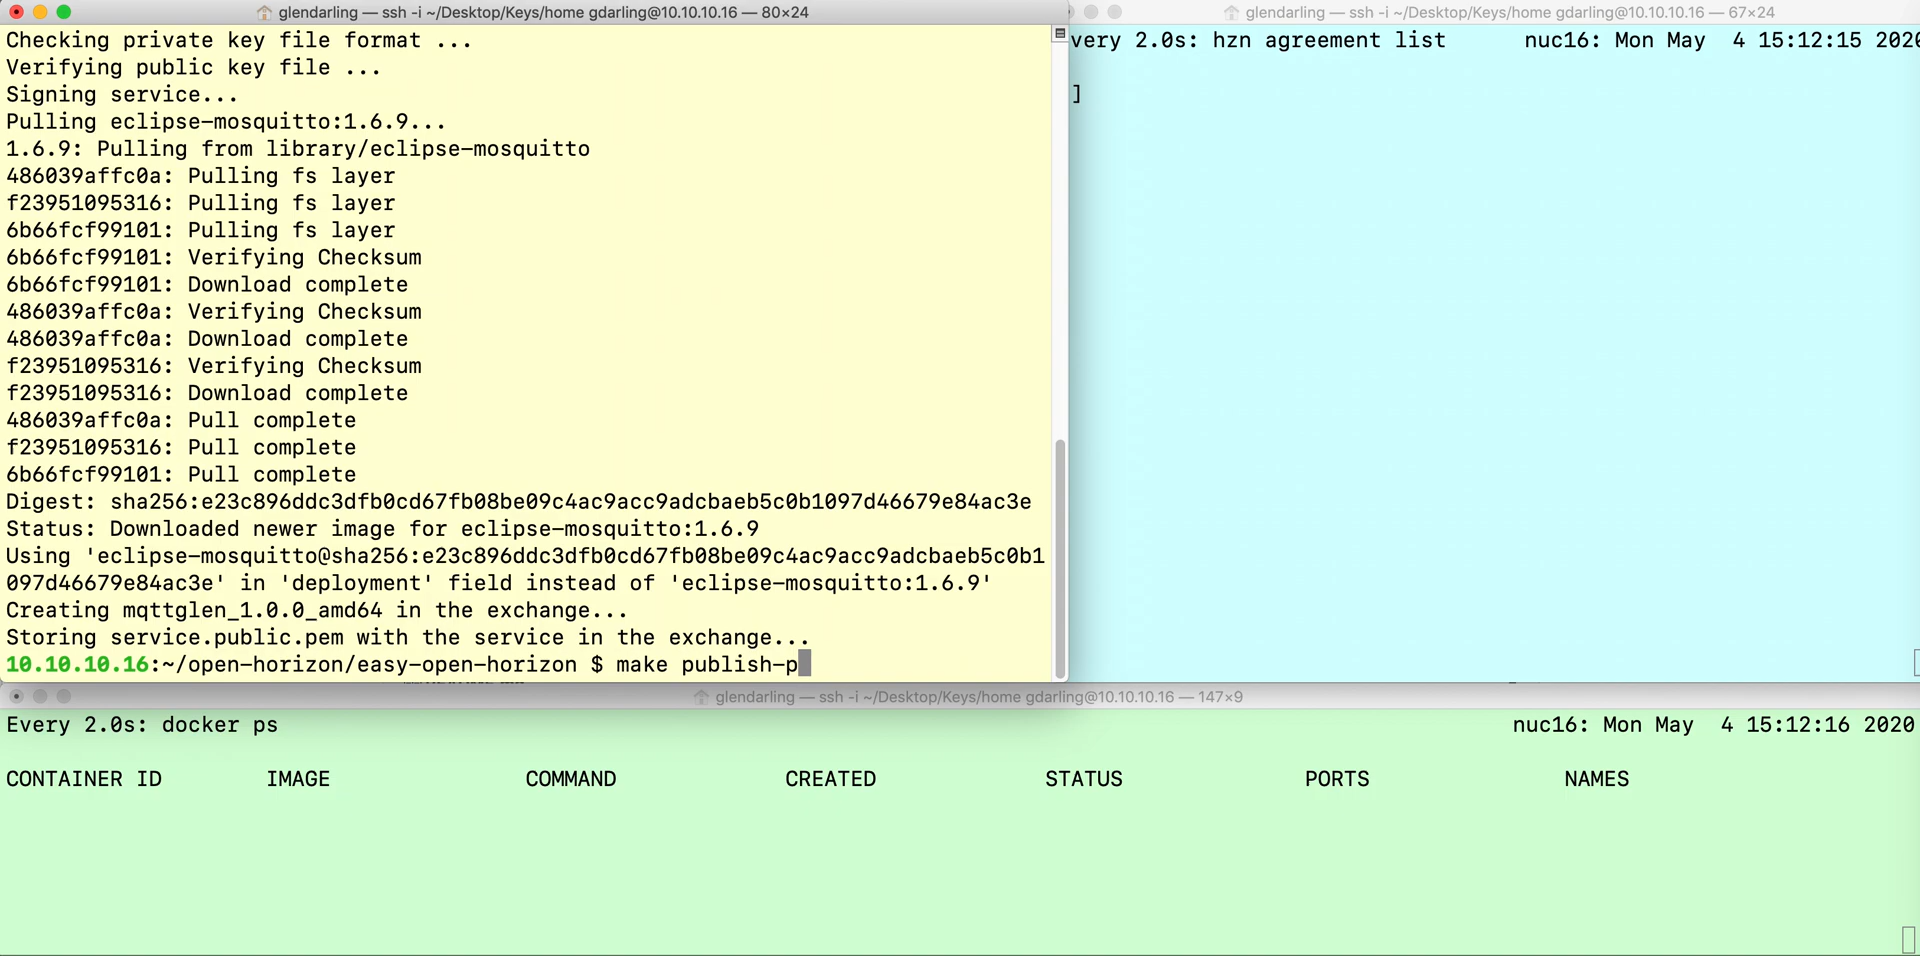 glendarling — ssh -i ~/Desktop/Keys/home gdarling@10.10.10.16 — 80×24
Checking private key file format ...
Verifying public key file ...
Signing service...
Pulling eclipse-mosquitto:1.6.9...
1.6.9: Pulling from library/eclipse-mosquitto
486039affc0a: Pulling fs layer
f23951095316: Pulling fs layer
6b66fcf99101: Pulling fs layer
6b66fcf99101: Verifying Checksum
6b66fcf99101: Download complete
486039affc0a: Verifying Checksum
486039affc0a: Download complete
f23951095316: Verifying Checksum
f23951095316: Download complete
486039affc0a: Pull complete
f23951095316: Pull complete
6b66fcf99101: Pull complete
Digest: sha256:e23c896ddc3dfb0cd67fb08be09c4ac9acc9adcbaeb5c0b1097d46679e84ac3e
Status: Downloaded newer image for eclipse-mosquitto:1.6.9
Using 'eclipse-mosquitto@sha256:e23c896ddc3dfb0cd67fb08be09c4ac9acc9adcbaeb5c0b1
097d46679e84ac3e' in 'deployment' field instead of 'eclipse-mosquitto:1.6.9'
Creating mqttglen_1.0.0_amd64 in the exchange...
Storing service.public.pem with the service in the exchange...
10.10.10.16:~/open-horizon/easy-open-horizon $ make publish-p
glendarling — ssh -i ~/Desktop/Keys/home gdarling@10.10.10.16 — 67×24
very 2.0s: hzn agreement list nuc16: Mon May 4 15:12:15 2020
]
glendarling — ssh -i ~/Desktop/Keys/home gdarling@10.10.10.16 — 147×9
Every 2.0s: docker ps nuc16: Mon May 4 15:12:16 2020
CONTAINER ID IMAGE COMMAND CREATED STATUS PORTS NAMES